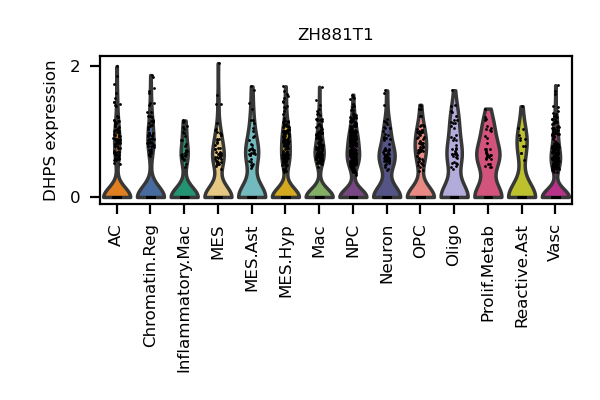 ZH881T1
DHPS expression
2
0
AC
Chromatin.Reg
Inflammatory.Mac
MES
MES.Ast
MES.Hyp
Mac
NPC
Neuron
OPC
Oligo
Prolif.Metab
Reactive.Ast
Vasc